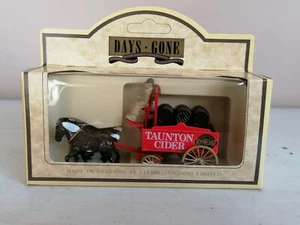 DAYS · GONE
TAUNTON
CIDER
MADE IN ENGLAND BY LLEDO (LONDON) LIMITED